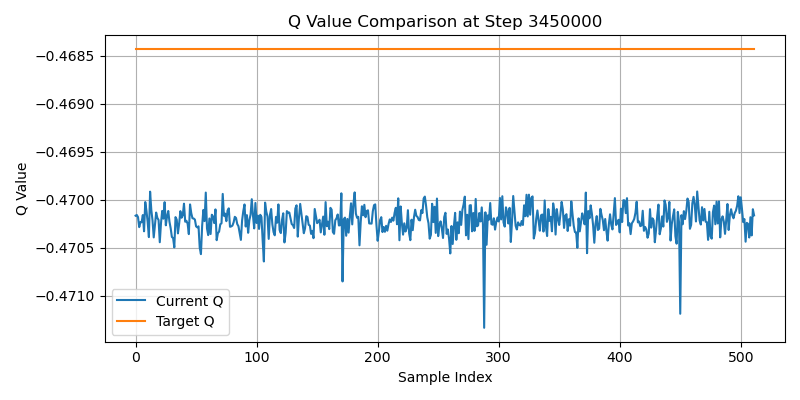 Q Value Comparison at Step 3450000
Q Value
−0.4685
−0.4690
−0.4695
−0.4700
−0.4705
−0.4710
Current Q
Target Q
0 100 200 300 400 500
Sample Index